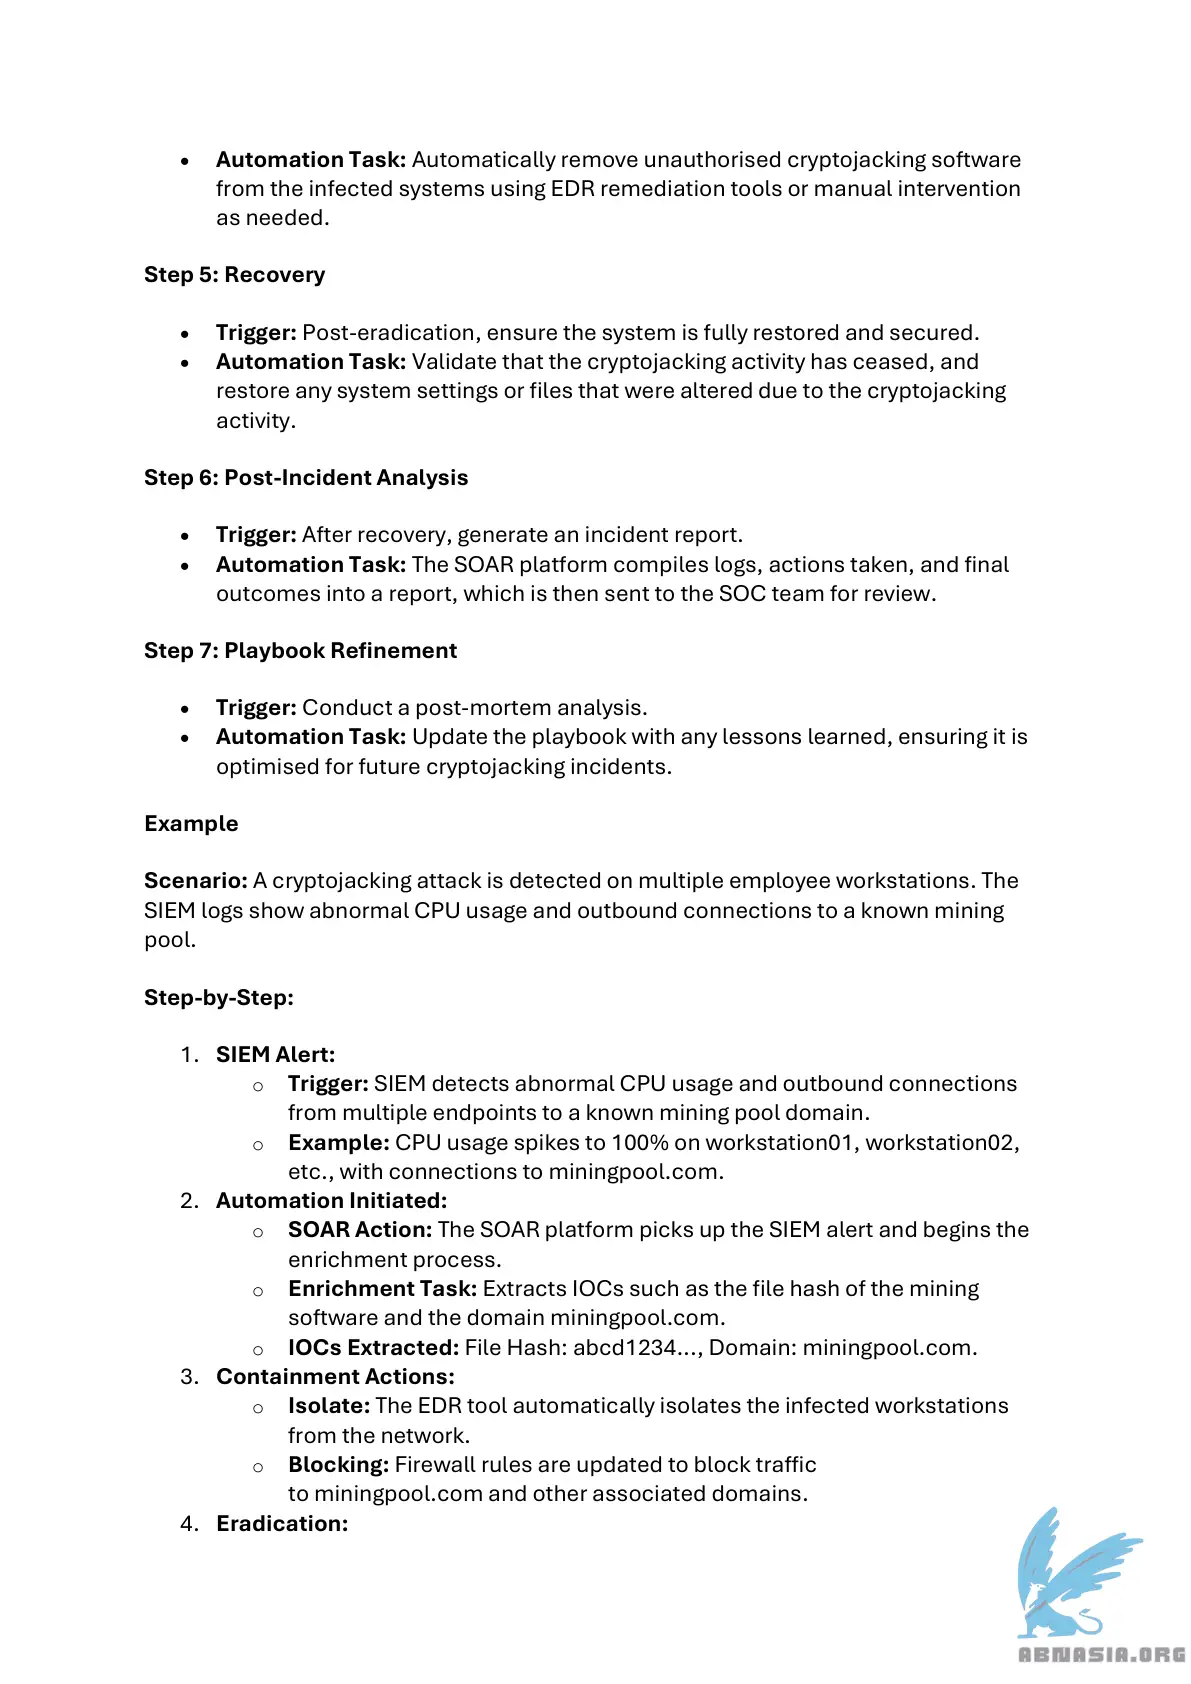 • Automation Task: Automatically remove unauthorised cryptojacking software
from the infected systems using EDR remediation tools or manual intervention
as needed.
Step 5: Recovery
• Trigger: Post-eradication, ensure the system is fully restored and secured.
• Automation Task: Validate that the cryptojacking activity has ceased, and
restore any system settings or files that were altered due to the cryptojacking
activity.
Step 6: Post-Incident Analysis
• Trigger: After recovery, generate an incident report.
• Automation Task: The SOAR platform compiles logs, actions taken, and final
outcomes into a report, which is then sent to the SOC team for review.
Step 7: Playbook Refinement
• Trigger: Conduct a post-mortem analysis.
• Automation Task: Update the playbook with any lessons learned, ensuring it is
optimised for future cryptojacking incidents.
Example
Scenario: A cryptojacking attack is detected on multiple employee workstations. The
SIEM logs show abnormal CPU usage and outbound connections to a known mining
pool.
Step-by-Step:
1. SIEM Alert:
o Trigger: SIEM detects abnormal CPU usage and outbound connections
from multiple endpoints to a known mining pool domain.
o Example: CPU usage spikes to 100% on workstation01, workstation02,
etc., with connections to miningpool.com.
2. Automation Initiated:
o SOAR Action: The SOAR platform picks up the SIEM alert and begins the
enrichment process.
o Enrichment Task: Extracts IOCs such as the file hash of the mining
software and the domain miningpool.com.
o IOCs Extracted: File Hash: abcd1234..., Domain: miningpool.com.
3. Containment Actions:
o Isolate: The EDR tool automatically isolates the infected workstations
from the network.
o Blocking: Firewall rules are updated to block traffic
to miningpool.com and other associated domains.
4. Eradication:
ABNASIA.ORG